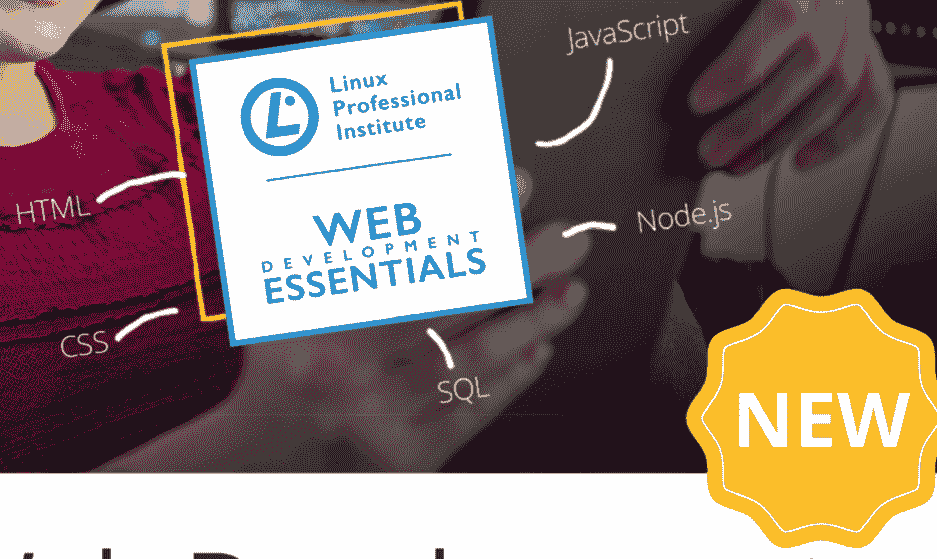 JavaScript
Linux
Professional
Institute
HTML
WEB
DEVELOPMENT
ESSENTIALS
Node.js
CSS
SQL
NEW